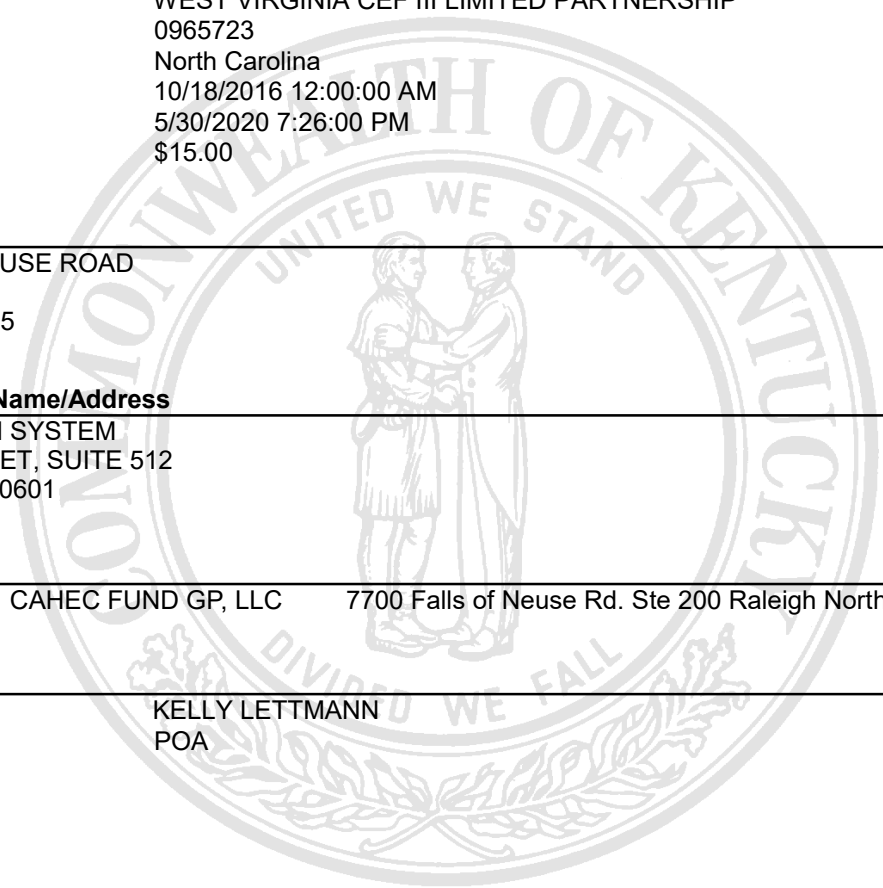 WEST VIRGINIA CEF III LIMITED PARTNERSHIP
0965723
North Carolina
10/18/2016 12:00:00 AM
5/30/2020 7:26:00 PM
$15.00
COMMONWEALTH OF KENTUCKY
UNITED WE STAND
USE ROAD
5
Name/Address
SYSTEM
ET, SUITE 512
0601
CAHEC FUND GP, LLC 7700 Falls of Neuse Rd. Ste 200 Raleigh North
DIVIDED WE FALL
KELLY LETTMANN
POA